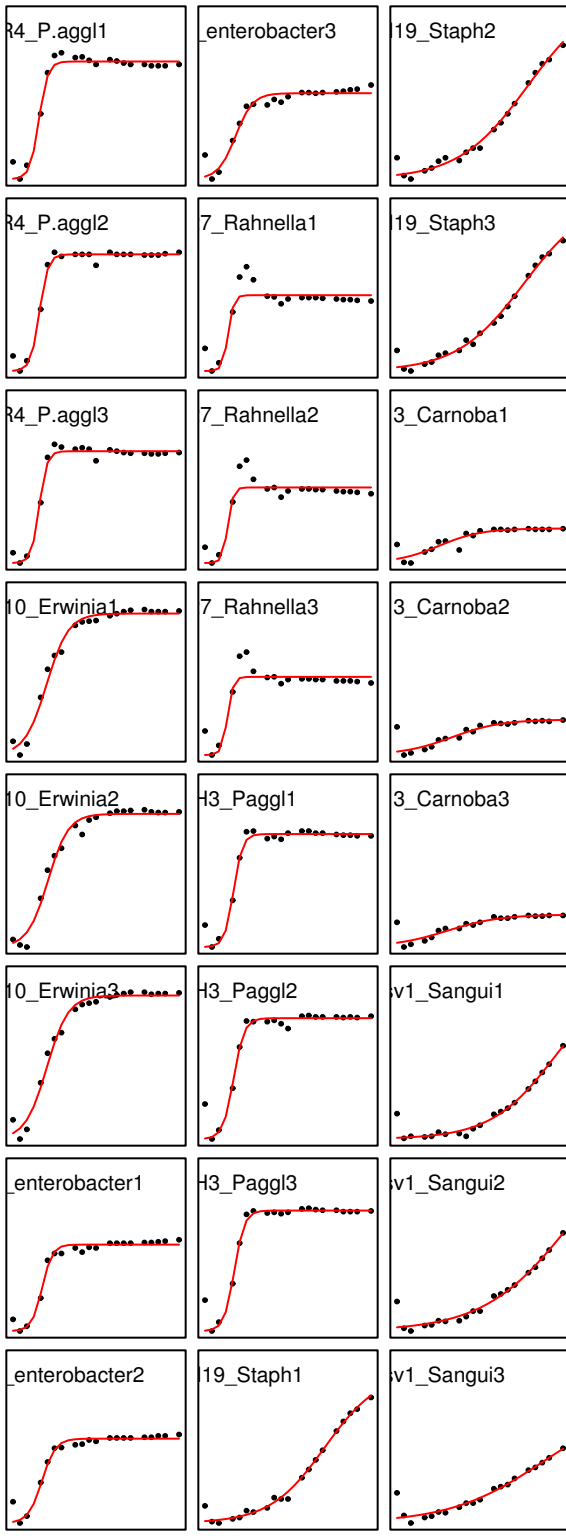 R4_P.aggl1
_enterobacter3
l19_Staph2
R4_P.aggl2
7_Rahnella1
l19_Staph3
R4_P.aggl3
7_Rahnella2
3_Carnoba1
10_Erwinia1
7_Rahnella3
3_Carnoba2
10_Erwinia2
H3_Paggl1
3_Carnoba3
10_Erwinia3
H3_Paggl2
sv1_Sangui1
_enterobacter1
H3_Paggl3
sv1_Sangui2
_enterobacter2
l19_Staph1
sv1_Sangui3